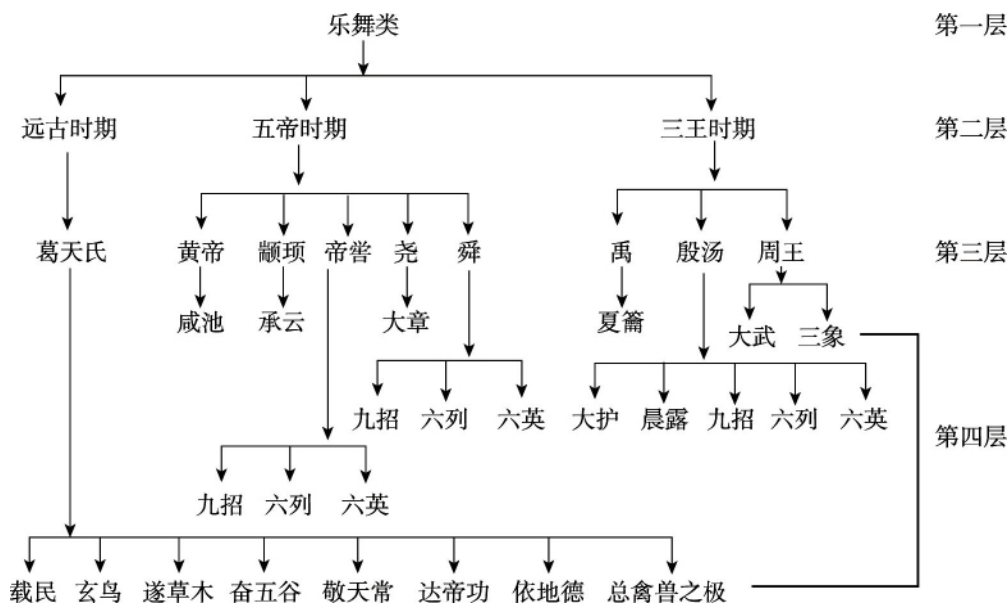 乐舞类 第一层
远古时期 五帝时期 三王时期 第二层
葛天氏 黄帝 颛顼 帝喾 尧 舜 禹 殷汤 周王 第三层
咸池 承云 大章 夏籥 大武 三象
九招 六列 六英 大护 晨露 九招 六列 六英
第四层
九招 六列 六英
载民 玄鸟 遂草木 奋五谷 敬天常 达帝功 依地德 总禽兽之极